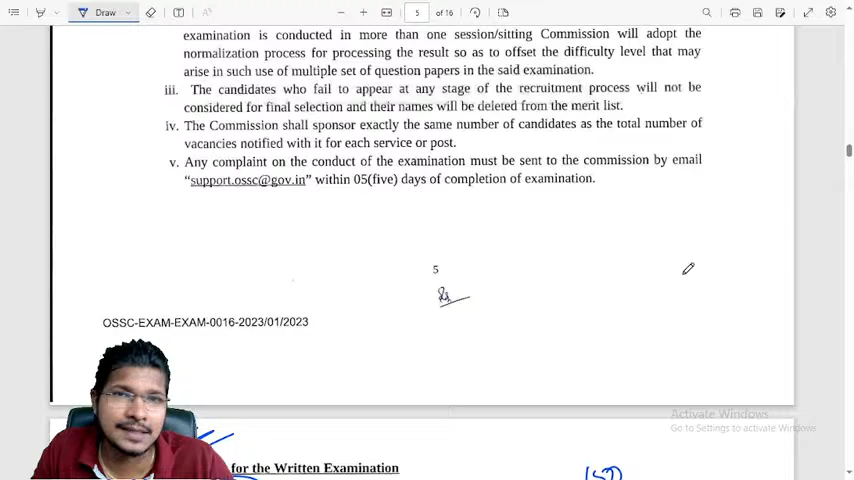 Draw
5
of 16
examination is conducted in more than one session/sitting Commission will adopt the
normalization process for processing the result so as to offset the difficulty level that may
arise in such use of multiple set of question papers in the said examination.
iii. The candidates who fail to appear at any stage of the recruitment process will not be
considered for final selection and their names will be deleted from the merit list.
iv. The Commission shall sponsor exactly the same number of candidates as the total number of
vacancies notified with it for each service or post.
v. Any complaint on the conduct of the examination must be sent to the commission by email
“support.ossc@gov.in” within 05(five) days of completion of examination.
5
OSSC-EXAM-EXAM-0016-2023/01/2023
Activate Windows
Go to Settings to activate Windows.
for the Written Examination
150